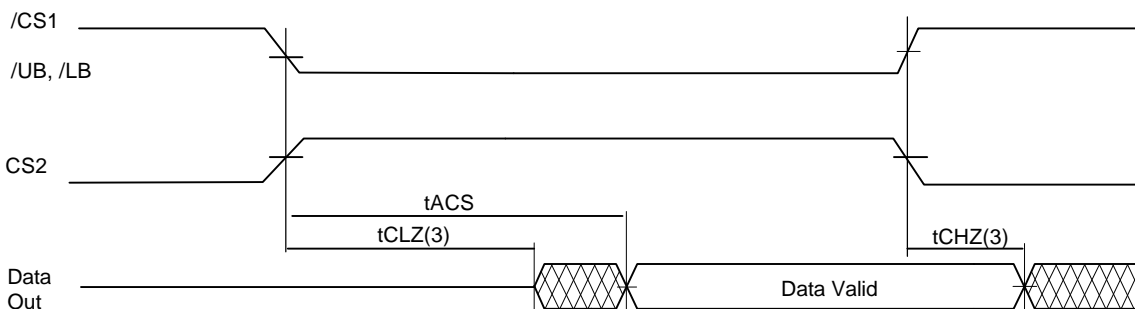 /CS1
/UB, /LB
CS2
tACS
tCLZ(3)
tCHZ(3)
Data
Out
Data Valid